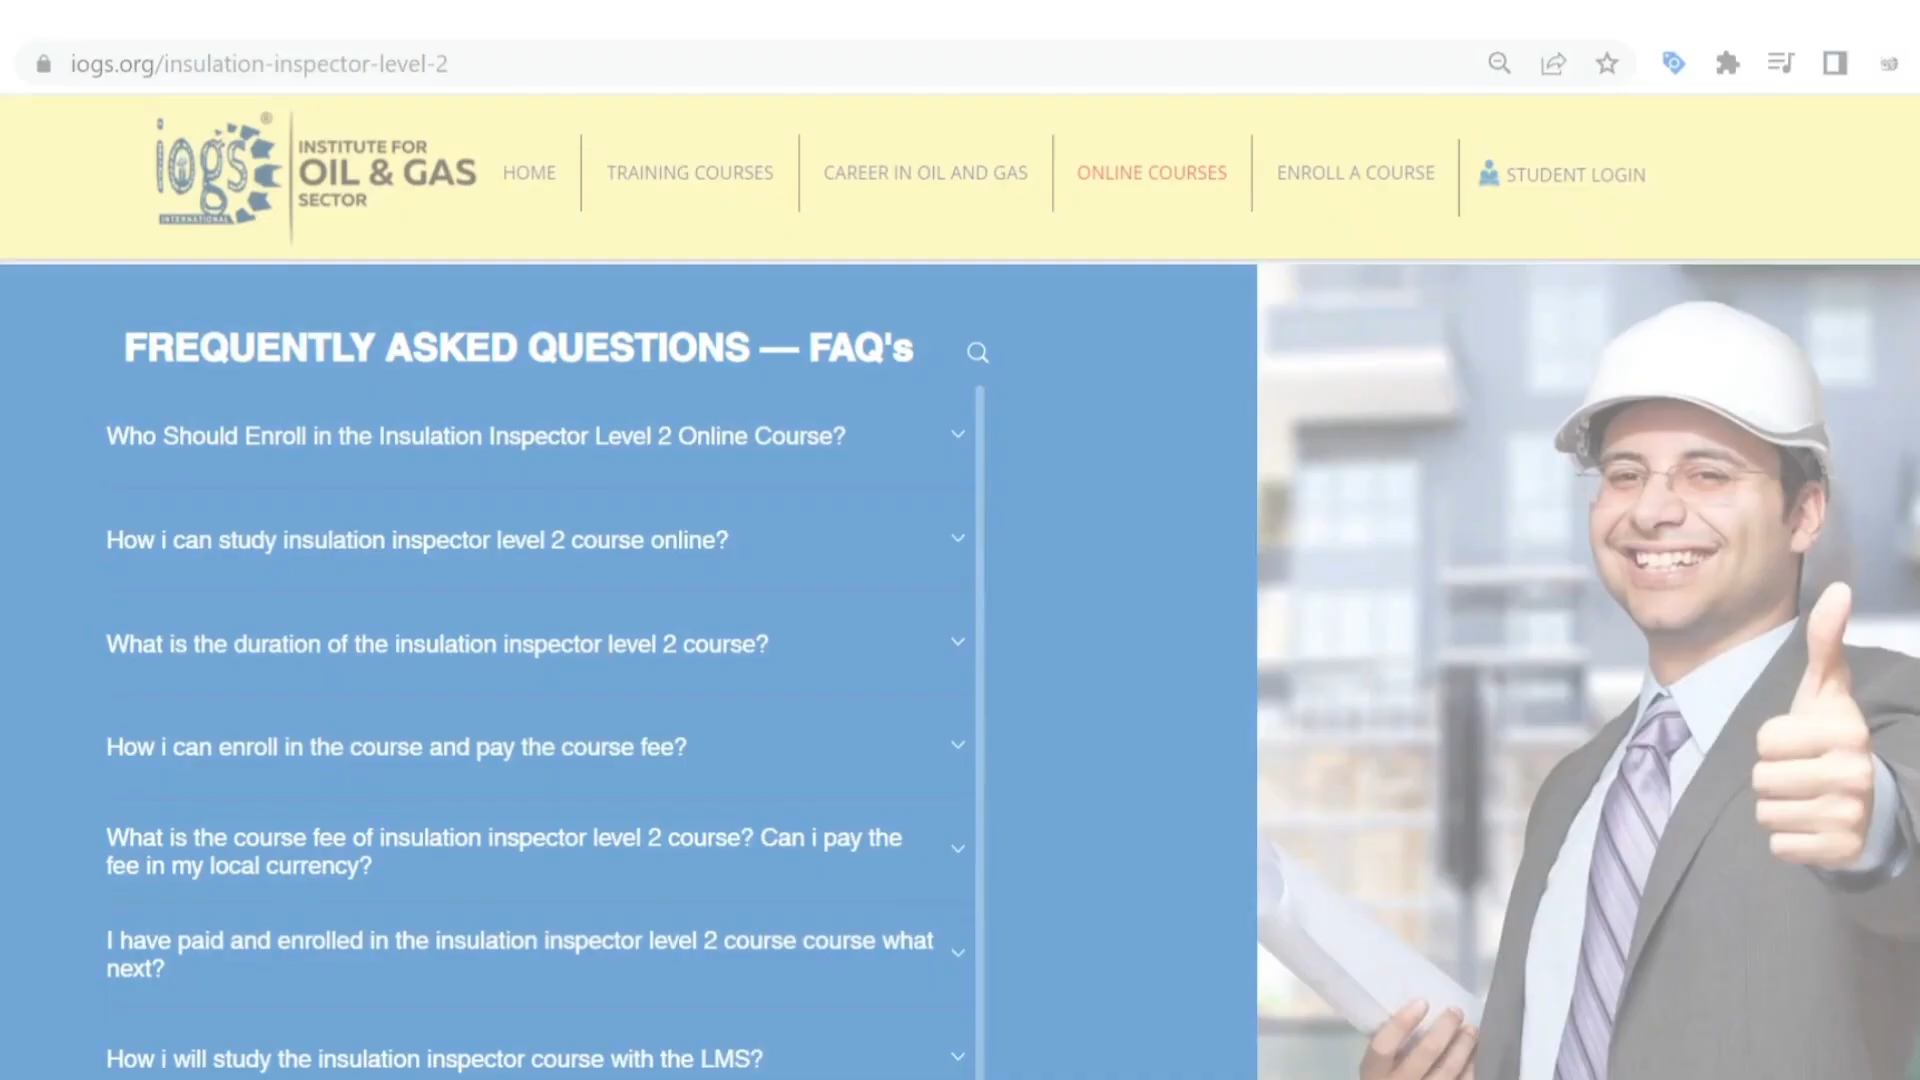 iogs.org/insulation-inspector-level-2
iogs
®
INTERNATIONAL
INSTITUTE FOR
OIL & GAS
SECTOR
HOME
TRAINING COURSES
CAREER IN OIL AND GAS
ONLINE COURSES
ENROLL A COURSE
STUDENT LOGIN
FREQUENTLY ASKED QUESTIONS — FAQ's
Who Should Enroll in the Insulation Inspector Level 2 Online Course?
How i can study insulation inspector level 2 course online?
What is the duration of the insulation inspector level 2 course?
How i can enroll in the course and pay the course fee?
What is the course fee of insulation inspector level 2 course? Can i pay the
fee in my local currency?
I have paid and enrolled in the insulation inspector level 2 course course what
next?
How i will study the insulation inspector course with the LMS?